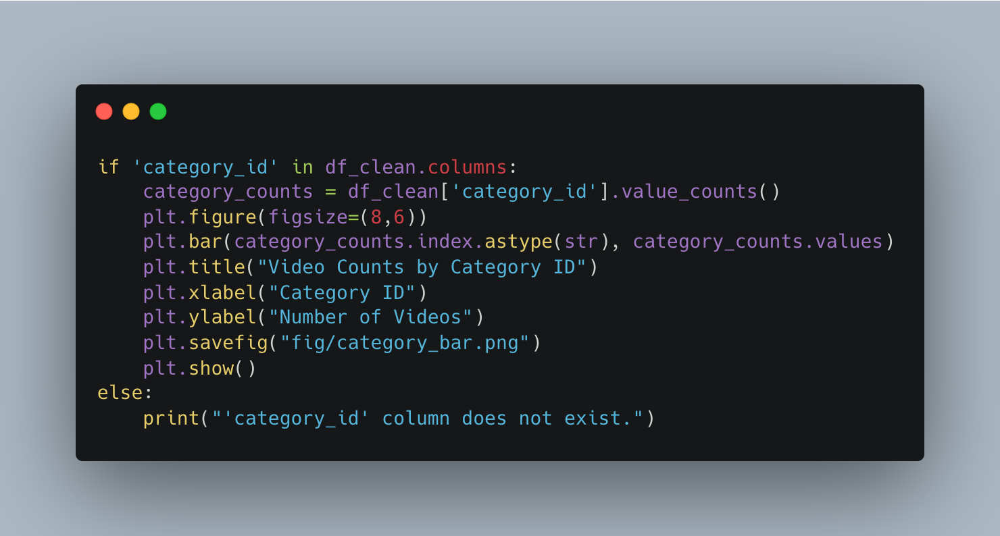 if 'category_id' in df_clean.columns:
    category_counts = df_clean['category_id'].value_counts()
    plt.figure(figsize=(8,6))
    plt.bar(category_counts.index.astype(str), category_counts.values)
    plt.title("Video Counts by Category ID")
    plt.xlabel("Category ID")
    plt.ylabel("Number of Videos")
    plt.savefig("fig/category_bar.png")
    plt.show()
else:
    print("'category_id' column does not exist.")